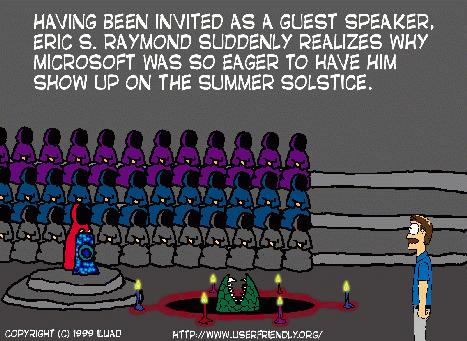 HAVING BEEN INVITED AS A GUEST SPEAKER,
ERIC S. RAYMOND SUDDENLY REALIZES WHY
MICROSOFT WAS SO EAGER TO HAVE HIM
SHOW UP ON THE SUMMER SOLSTICE.
COPYRIGHT (C) 1999 ILLIAD HTTP://WWW.USERFRIENDLY.ORG/